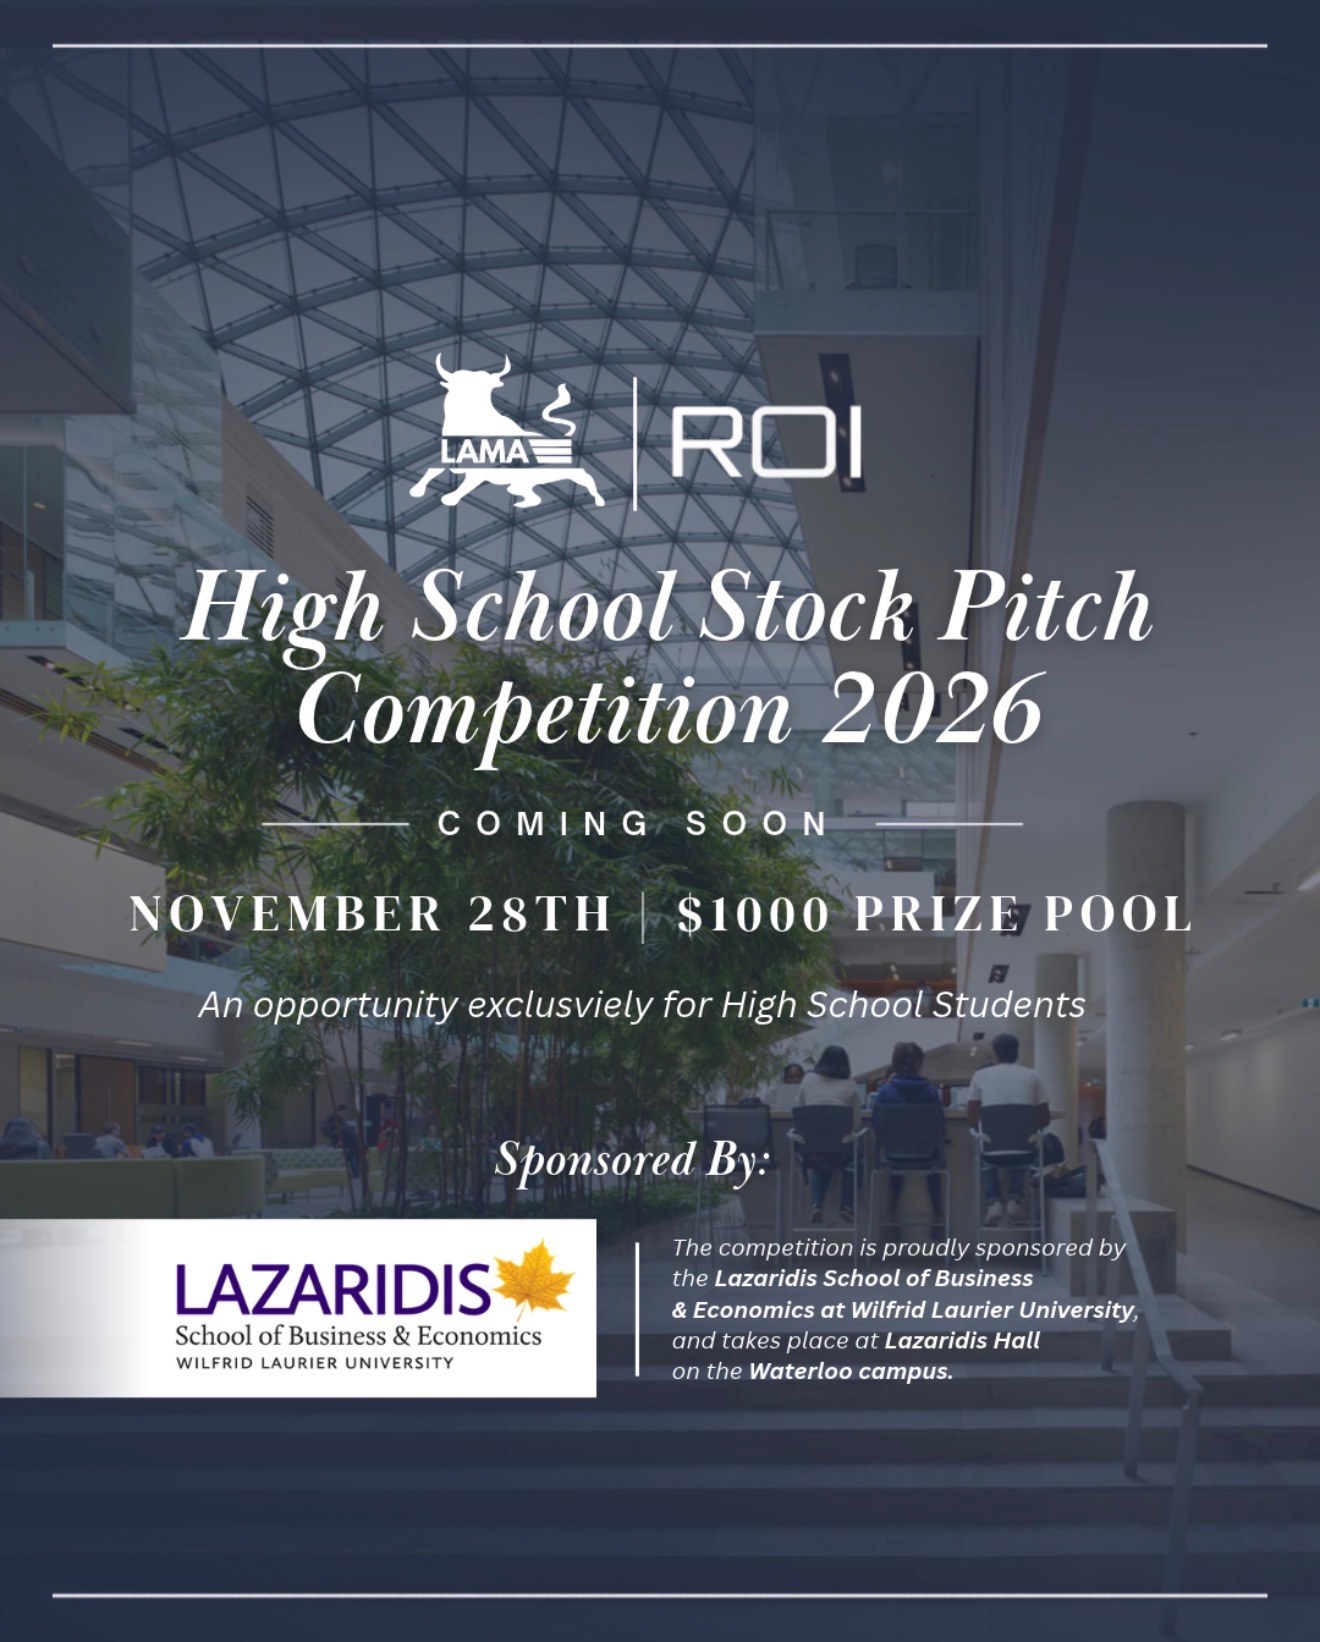 LAMA
ROI
High School Stock Pitch
Competition 2026
COMING SOON
NOVEMBER 28TH | $1000 PRIZE POOL
An opportunity exclusviely for High School Students
Sponsored By:
LAZARIDIS
School of Business & Economics
WILFRID LAURIER UNIVERSITY
The competition is proudly sponsored by
the Lazaridis School of Business
& Economics at Wilfrid Laurier University,
and takes place at Lazaridis Hall
on the Waterloo campus.